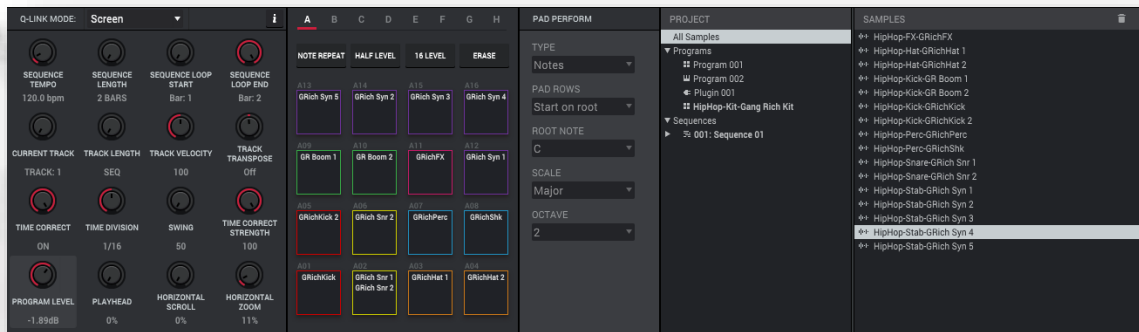 Q-LINK MODE: Screen
i
SEQUENCE TEMPO
120.0 bpm
SEQUENCE LENGTH
2 BARS
SEQUENCE LOOP START
Bar: 1
SEQUENCE LOOP END
Bar: 2
CURRENT TRACK
TRACK: 1
TRACK LENGTH
SEQ
TRACK VELOCITY
100
TRACK TRANSPOSE
Off
TIME CORRECT
ON
TIME DIVISION
1/16
SWING
50
TIME CORRECT STRENGTH
100
PROGRAM LEVEL
-1.89dB
PLAYHEAD
0%
HORIZONTAL SCROLL
0%
HORIZONTAL ZOOM
11%
A B C D E F G H
NOTE REPEAT HALF LEVEL 16 LEVEL ERASE
A13 A14 A15 A16
GRich Syn 5 GRich Syn 2 GRich Syn 3 GRich Syn 4
A09 A10 A11 A12
GR Boom 1 GR Boom 2 GRichFX GRich Syn 1
A05 A06 A07 A08
GRichKick 2 GRich Snr 2 GRichPerc GRichShk
A01 A02 A03 A04
GRichKick GRich Snr 1 GRichHat 1 GRichHat 2
GRich Snr 2
PAD PERFORM
TYPE
Notes
PAD ROWS
Start on root
ROOT NOTE
C
SCALE
Major
OCTAVE
2
PROJECT
All Samples
Programs
Program 001
Program 002
Plugin 001
HipHop-Kit-Gang Rich Kit
Sequences
001: Sequence 01
SAMPLES
HipHop-FX-GRichFX
HipHop-Hat-GRichHat 1
HipHop-Hat-GRichHat 2
HipHop-Kick-GR Boom 1
HipHop-Kick-GR Boom 2
HipHop-Kick-GRichKick
HipHop-Kick-GRichKick 2
HipHop-Perc-GRichPerc
HipHop-Perc-GRichShk
HipHop-Snare-GRich Snr 1
HipHop-Snare-GRich Snr 2
HipHop-Stab-GRich Syn 1
HipHop-Stab-GRich Syn 2
HipHop-Stab-GRich Syn 3
HipHop-Stab-GRich Syn 4
HipHop-Stab-GRich Syn 5